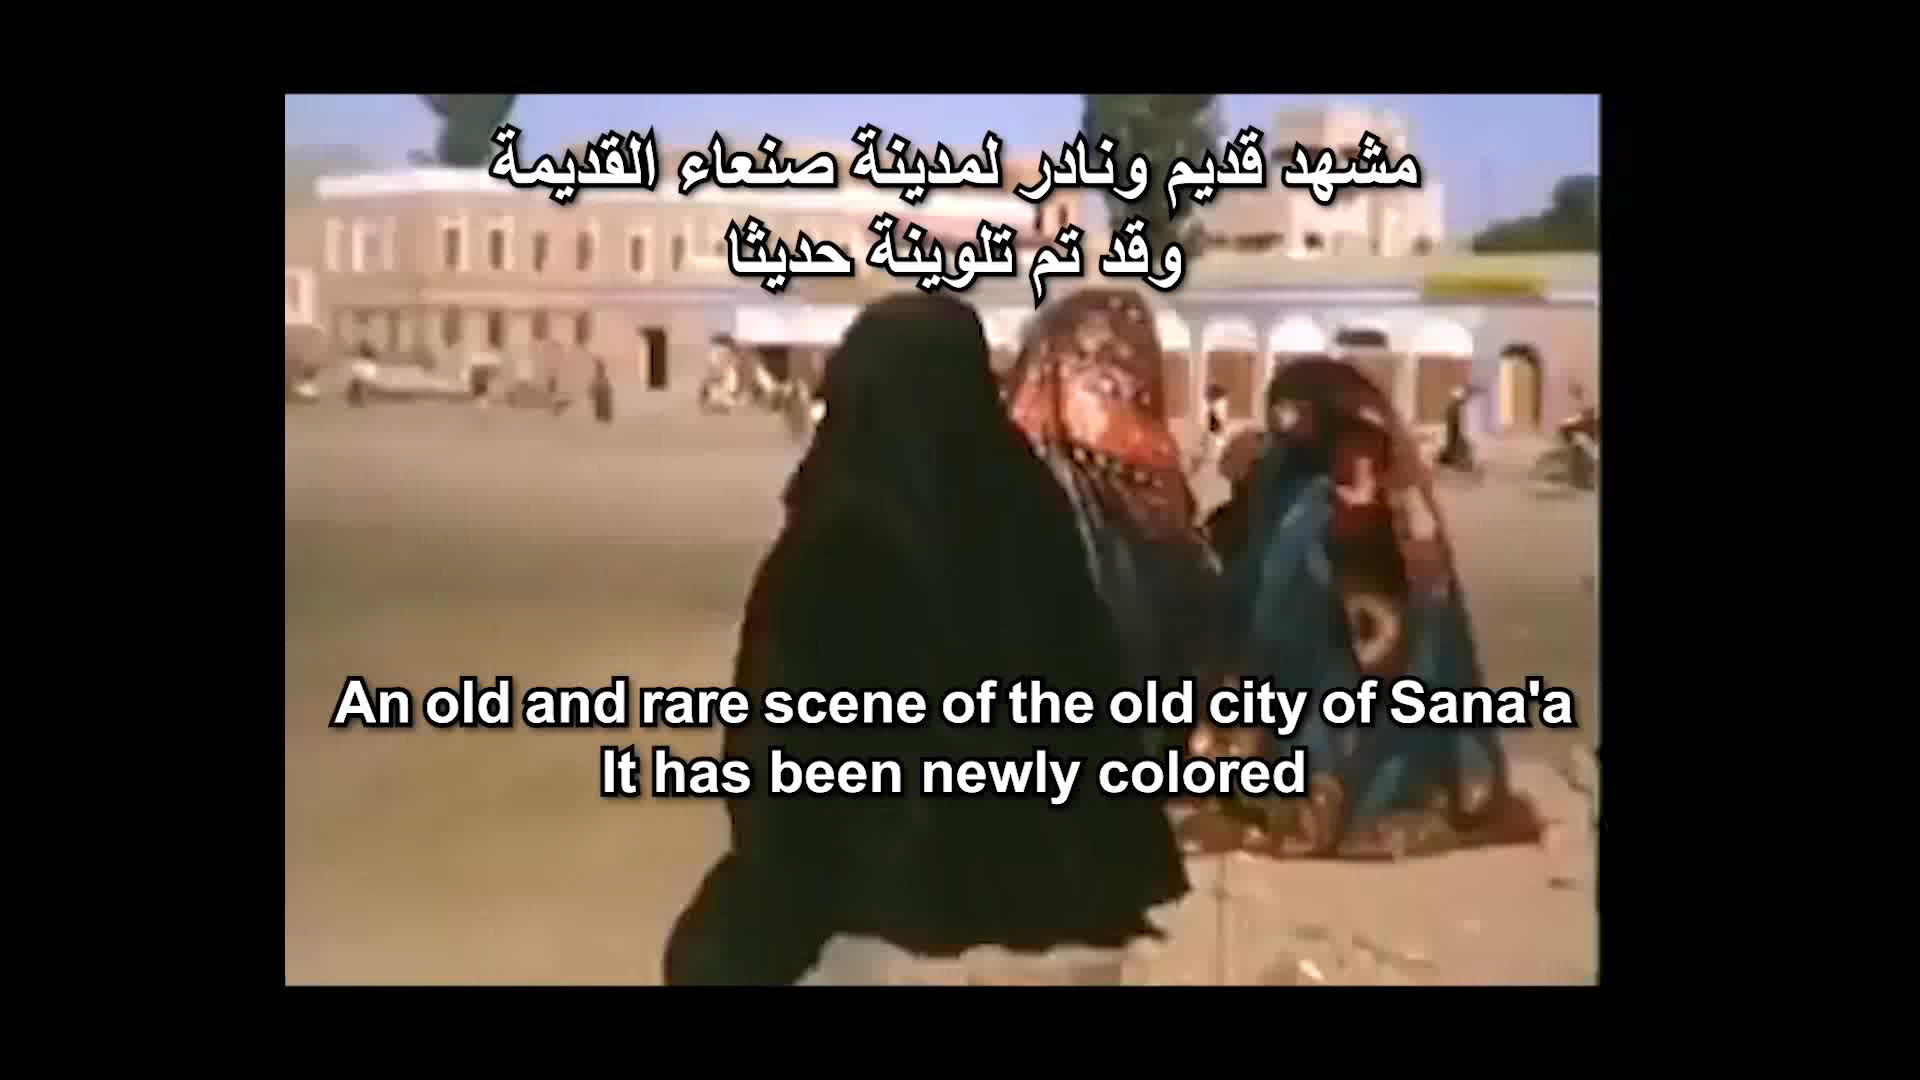 مشهد قديم ونادر لمدينة صنعاء القديمة
وقد تم تلوينة حديثا
An old and rare scene of the old city of Sana'a
It has been newly colored